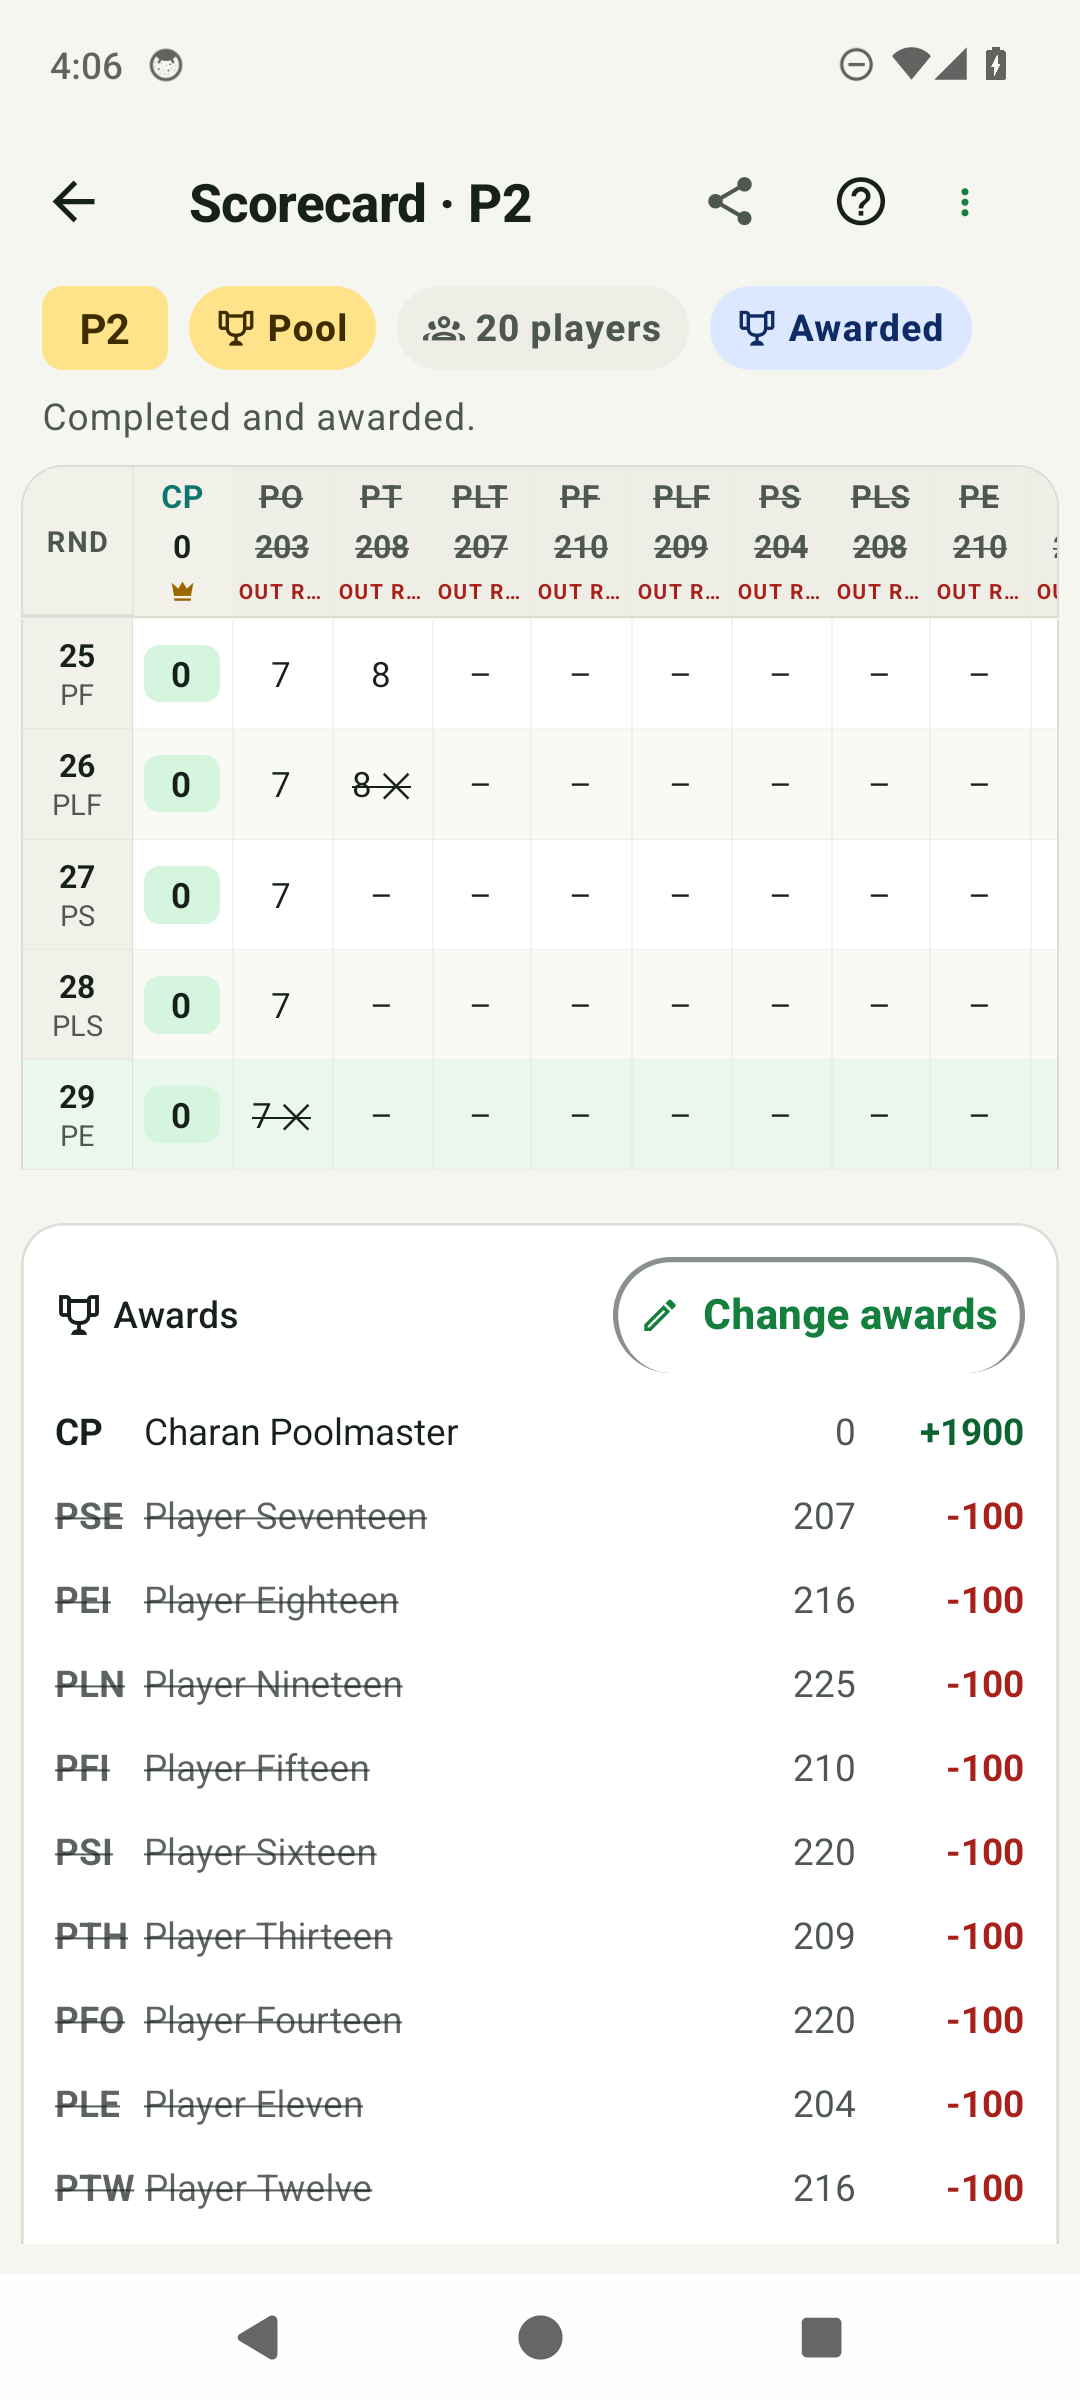 4:06
Scorecard · P2
P2 Pool 20 players Awarded
Completed and awarded.
RND CP PO PT PLT PF PLF PS PLS PE
0 203 208 207 210 209 204 208 210
OUT R... OUT R... OUT R... OUT R... OUT R... OUT R... OUT R... OUT R... OU
25 0 7 8 – – – – – –
PF
26 0 7 8 – – – – – –
PLF
27 0 7 – – – – – – –
PS
28 0 7 – – – – – – –
PLS
29 0 7 – – – – – – –
PE
Awards Change awards
CP Charan Poolmaster 0 +1900
PSE Player Seventeen 207 -100
PEI Player Eighteen 216 -100
PLN Player Nineteen 225 -100
PFI Player Fifteen 210 -100
PSI Player Sixteen 220 -100
PTH Player Thirteen 209 -100
PFO Player Fourteen 220 -100
PLE Player Eleven 204 -100
PTW Player Twelve 216 -100